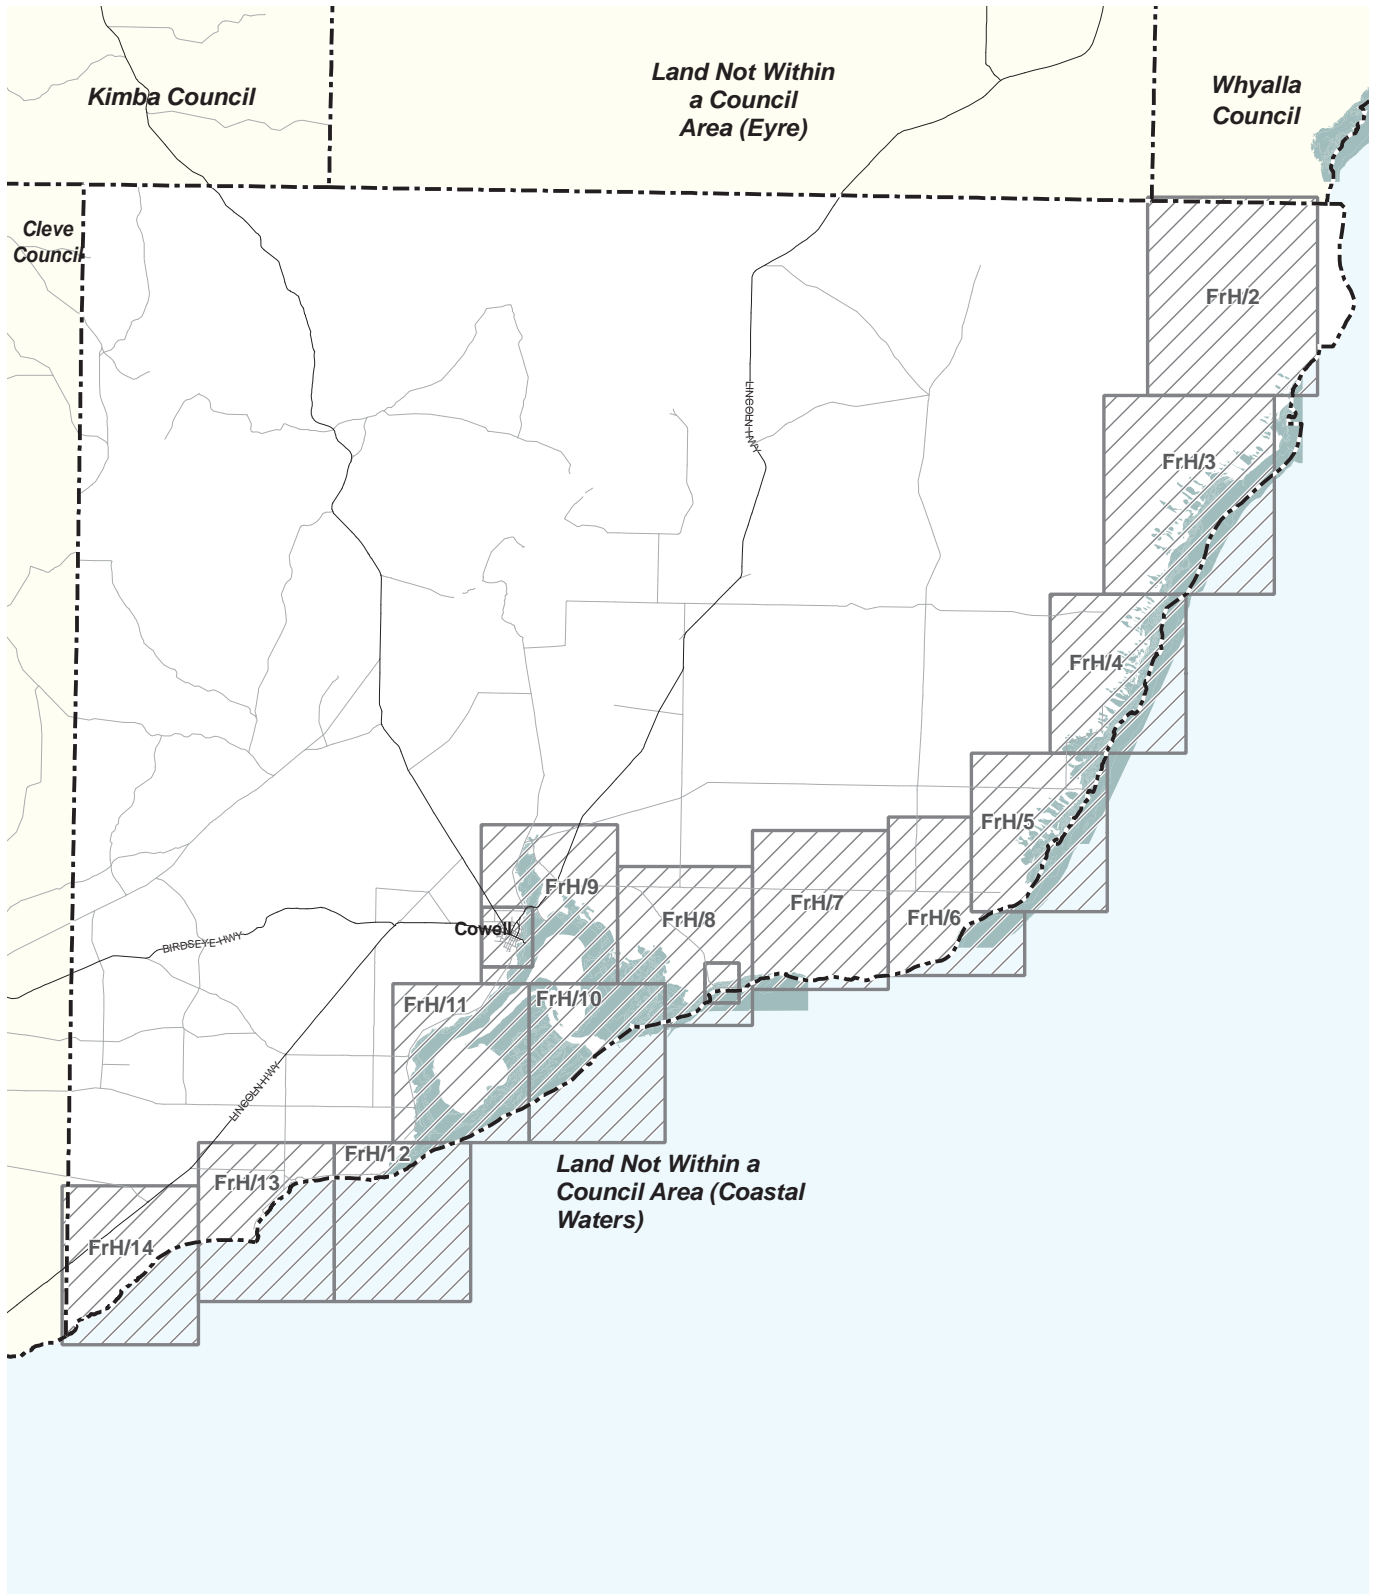 Land Not Within
a Council
Area (Eyre)
Kimba Council
Whyalla
Council
Cleve
Council
FrH/2
LINCOLN HWY
FrH/3
FrH/4
FrH/5
FrH/9
FrH/7
FrH/8
FrH/6
Cowell
BIRDSEYE HWY
FrH/11
FrH/10
LINCOLN HWY
FrH/12
Land Not Within a
Council Area (Coastal
Waters)
FrH/13
FrH/14